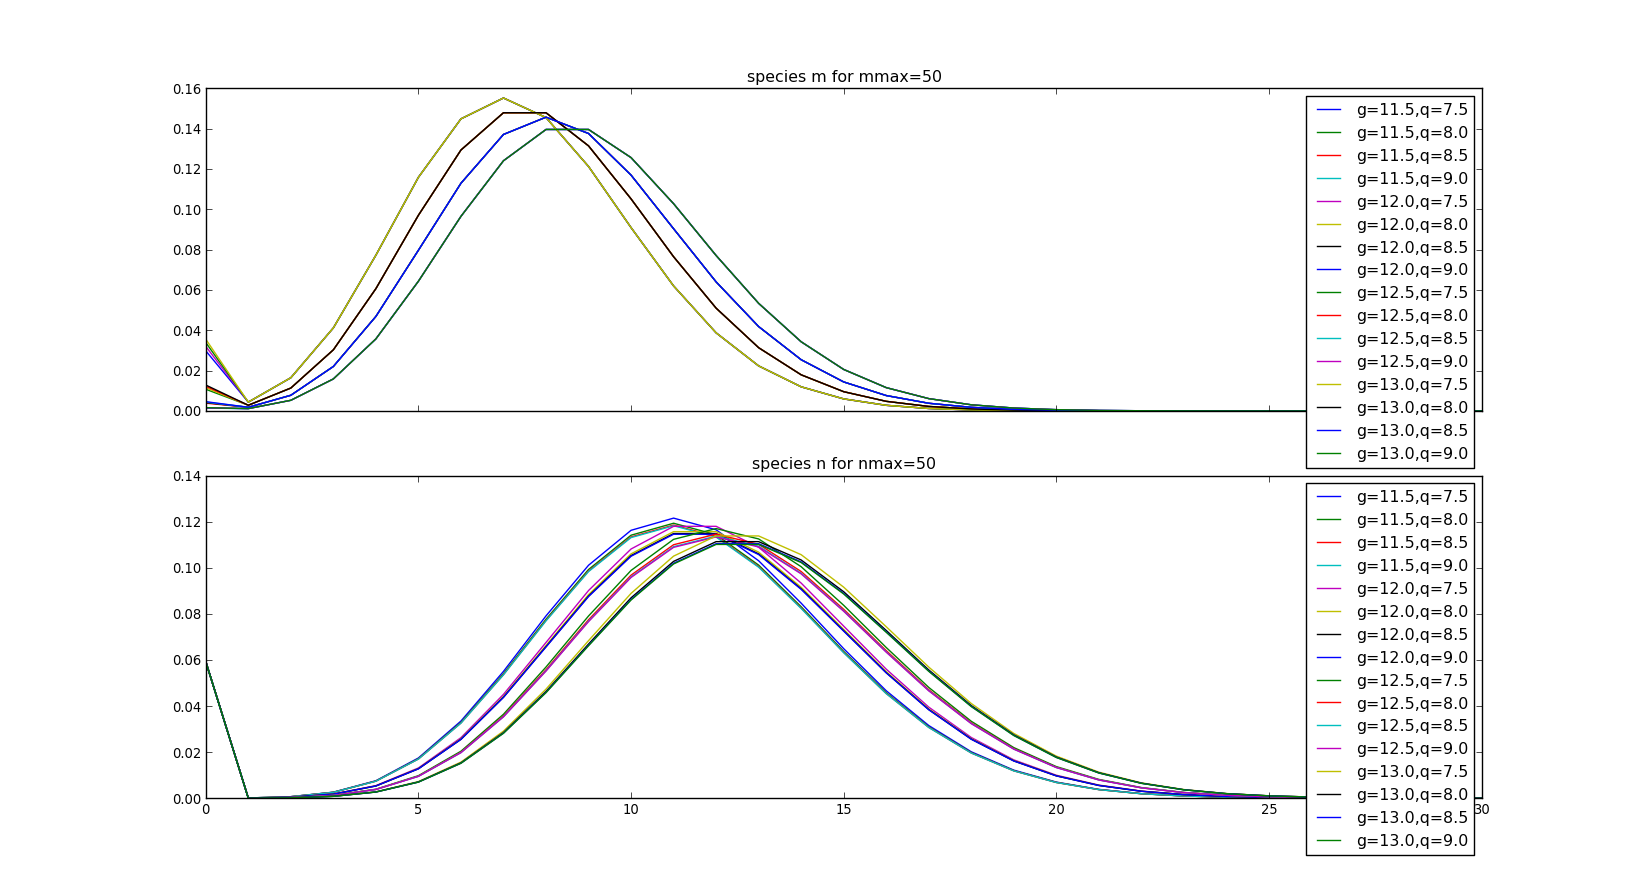 species m for mmax=50
0.16
0.14
0.12
0.10
0.08
0.06
0.04
0.02
0.00
g=11.5,q=7.5
g=11.5,q=8.0
g=11.5,q=8.5
g=11.5,q=9.0
g=12.0,q=7.5
g=12.0,q=8.0
g=12.0,q=8.5
g=12.0,q=9.0
g=12.5,q=7.5
g=12.5,q=8.0
g=12.5,q=8.5
g=12.5,q=9.0
g=13.0,q=7.5
g=13.0,q=8.0
g=13.0,q=8.5
g=13.0,q=9.0
species n for nmax=50
0.14
0.12
0.10
0.08
0.06
0.04
0.02
0.00
g=11.5,q=7.5
g=11.5,q=8.0
g=11.5,q=8.5
g=11.5,q=9.0
g=12.0,q=7.5
g=12.0,q=8.0
g=12.0,q=8.5
g=12.0,q=9.0
g=12.5,q=7.5
g=12.5,q=8.0
g=12.5,q=8.5
g=12.5,q=9.0
g=13.0,q=7.5
g=13.0,q=8.0
g=13.0,q=8.5
g=13.0,q=9.0
0 5 10 15 20 25 30